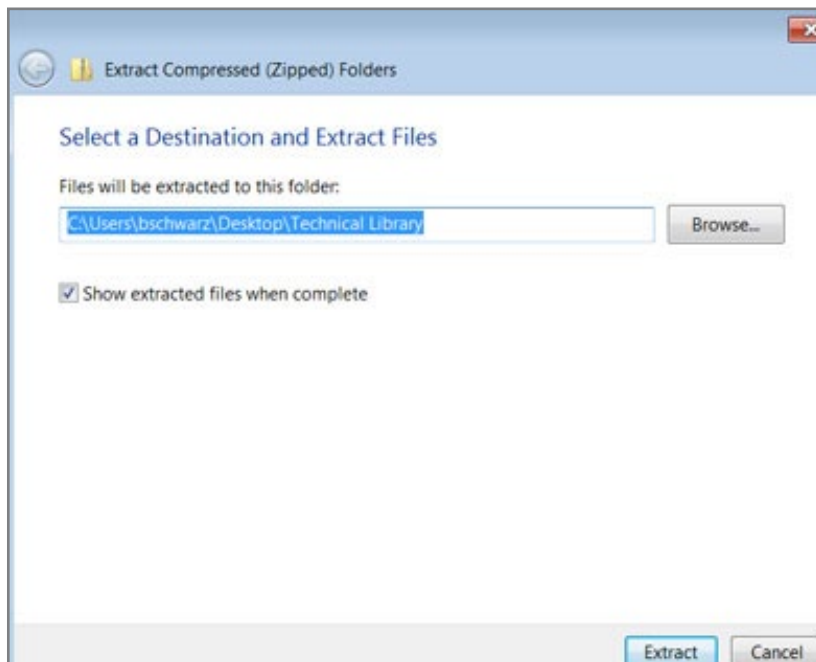 Extract Compressed (Zipped) Folders
Select a Destination and Extract Files
Files will be extracted to this folder:
C:\Users\bschwarz\Desktop\Technical Library
Browse...
Show extracted files when complete
Extract
Cancel